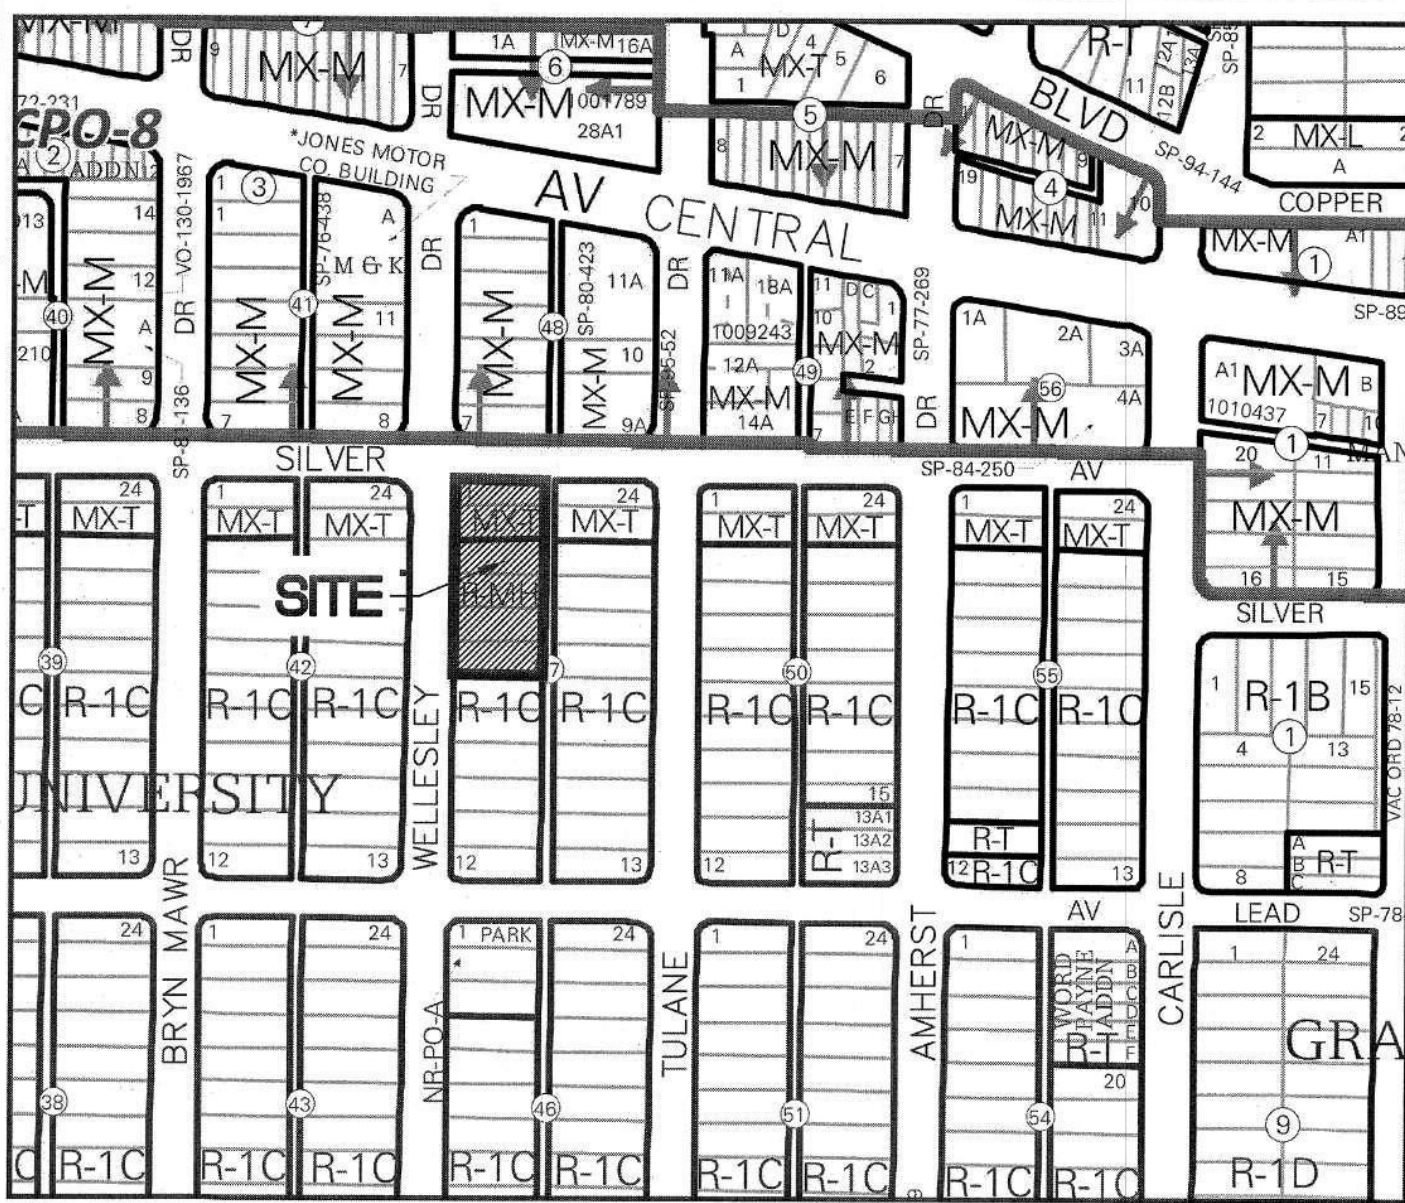 7
9
MX-M
7
DR
DR
1A
MX-M
16A
6
MX-M
1001789
28A1
A
D
4
5
6
1
MX-T
5
8
MX-M
7
DR
BLVD
R-T
11
12A
13A
12B
SP-94-144
2
MX-L
A
COPPER
CPO-8
2
ADDN
*JONES MOTOR
CO. BUILDING
AV
CENTRAL
MX-M
9
19
4
MX-M
11
10
MX-M
A1
1
SP-89
14
12
A
9
8
MX-M
40
210
DR
VO-130-1967
1
1
3
SP-76-438
A
M & K
41
11
MX-M
MX-M
7
8
DR
1
MX-M
7
48
SP-80-423
11A
10
MX-M
9A
DR
SP-95-52
11A
18A
1009243
12A
MX-M
14A
49
11
D
C
1
10
MX-M
2
E
F
G
7
SP-77-269
DR
1A
2A
3A
56
4A
MX-M
A1
MX-M
B
1010437
7
1
20
11
MAN
MX-M
16
15
SILVER
SILVER
SP-84-250
AV
24
MX-T
1
24
MX-T
MX-T
1
MX-T
24
MX-T
1
24
MX-T
MX-T
1
24
MX-T
MX-T
SITE
39
42
50
55
C
R-1C
R-1C
R-1C
R-1C
R-1C
R-1C
R-1C
R-1C
R-1C
WELLESLEY
UNIVERSITY
1
R-1B
15
4
1
13
VAC ORD 78-12
15
R-T
13A1
13A2
13A3
R-T
12
R-1C
13
A
B
C
R-T
8
13
12
13
12
13
12
BRYN MAWR
TULANE
AMHERST
CARLISLE
AV
LEAD
SP-78-
24
1
24
1
PARK
24
1
24
1
WORD
PAYNE
ADDN
A
B
C
D
E
F
R-T
20
1
24
GRA
NR-PO-A
38
43
46
51
54
9
C
R-1C
R-1C
R-1C
R-1C
R-1C
R-1C
R-1C
R-1C
R-1C
R-1D